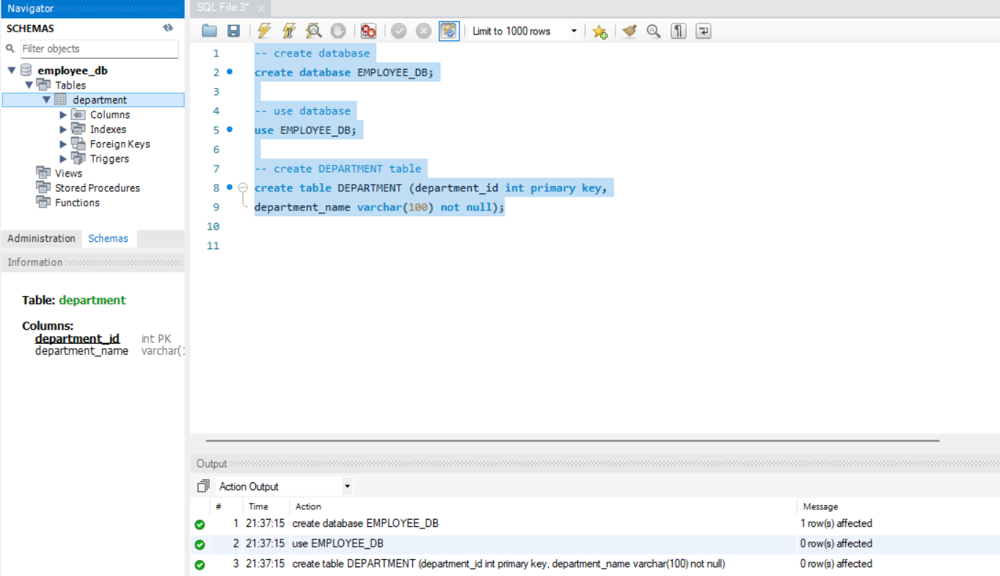 Navigator
SCHEMAS
Filter objects
employee_db
Tables
department
Columns
Indexes
Foreign Keys
Triggers
Views
Stored Procedures
Functions
Administration Schemas
Information
Table: department
Columns:
department_id int PK
department_name varchar(
SQL File 3* ×
Limit to 1000 rows
1 -- create database
2 create database EMPLOYEE_DB;
3
4 -- use database
5 use EMPLOYEE_DB;
6
7 -- create DEPARTMENT table
8 create table DEPARTMENT (department_id int primary key,
9 department_name varchar(100) not null);
10
11
Output
Action Output
# Time Action Message
1 21:37:15 create database EMPLOYEE_DB 1 row(s) affected
2 21:37:15 use EMPLOYEE_DB 0 row(s) affected
3 21:37:15 create table DEPARTMENT (department_id int primary key, department_name varchar(100) not null) 0 row(s) affected